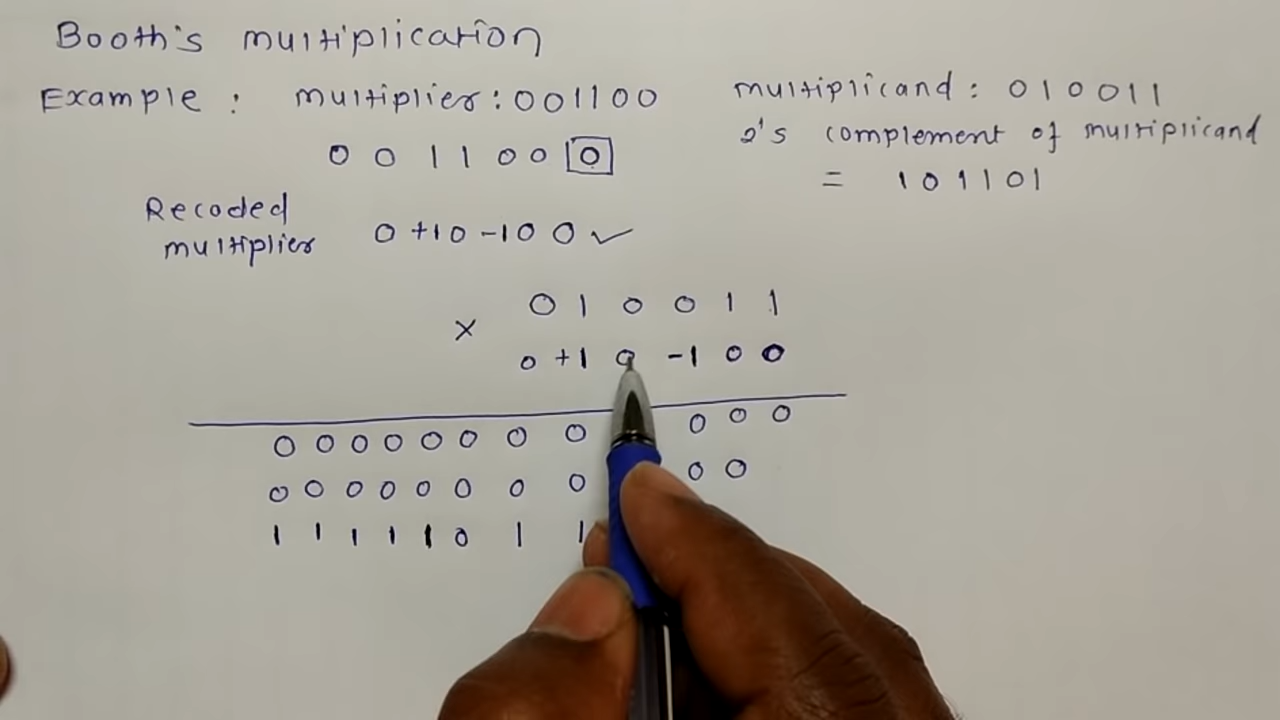 Booth's multiplication
Example : multiplier : 001100
multiplicand : 010011
0 0 1 1 0 0 0
2's complement of multiplicand
= 101101
Recoded multiplier 0 +1 0 -1 0 0 ✓
0 1 0 0 1 1
× 0 +1 0 -1 0 0
0 0 0 0 0 0 0 0 0 0 0
0 0 0 0 0 0 0 0 0 0
1 1 1 1 1 0 1 1